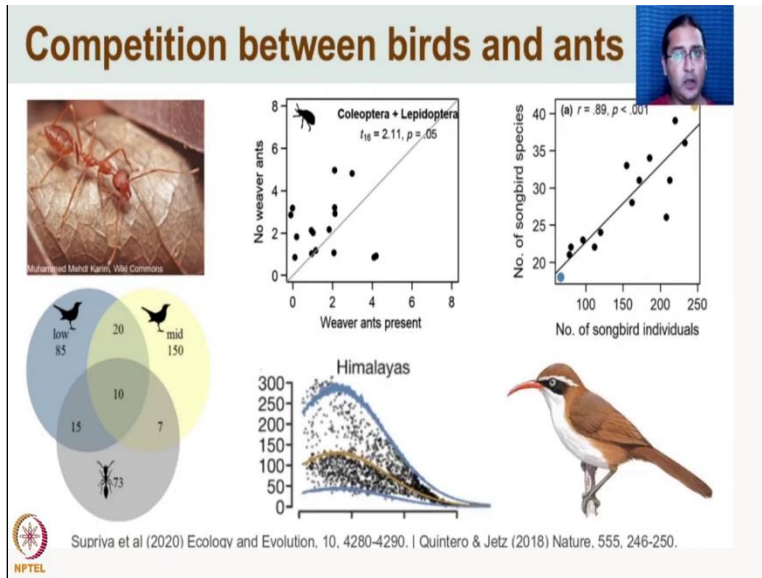 Competition between birds and ants
Muhammed Mehdi Karim, Wiki Commons
No weaver ants
8
6
4
2
0
Coleoptera + Lepidoptera
t16 = 2.11, p = .05
0 2 4 6 8
Weaver ants present
No. of songbird species
40
35
30
25
20
(a) r = .89, p < .001
100 150 200 250
No. of songbird individuals
low
85
20
mid
150
10
15
7
73
Himalayas
300
250
200
150
100
50
0
Supriya et al (2020) Ecology and Evolution, 10, 4280-4290. | Quintero & Jetz (2018) Nature, 555, 246-250.
NPTEL